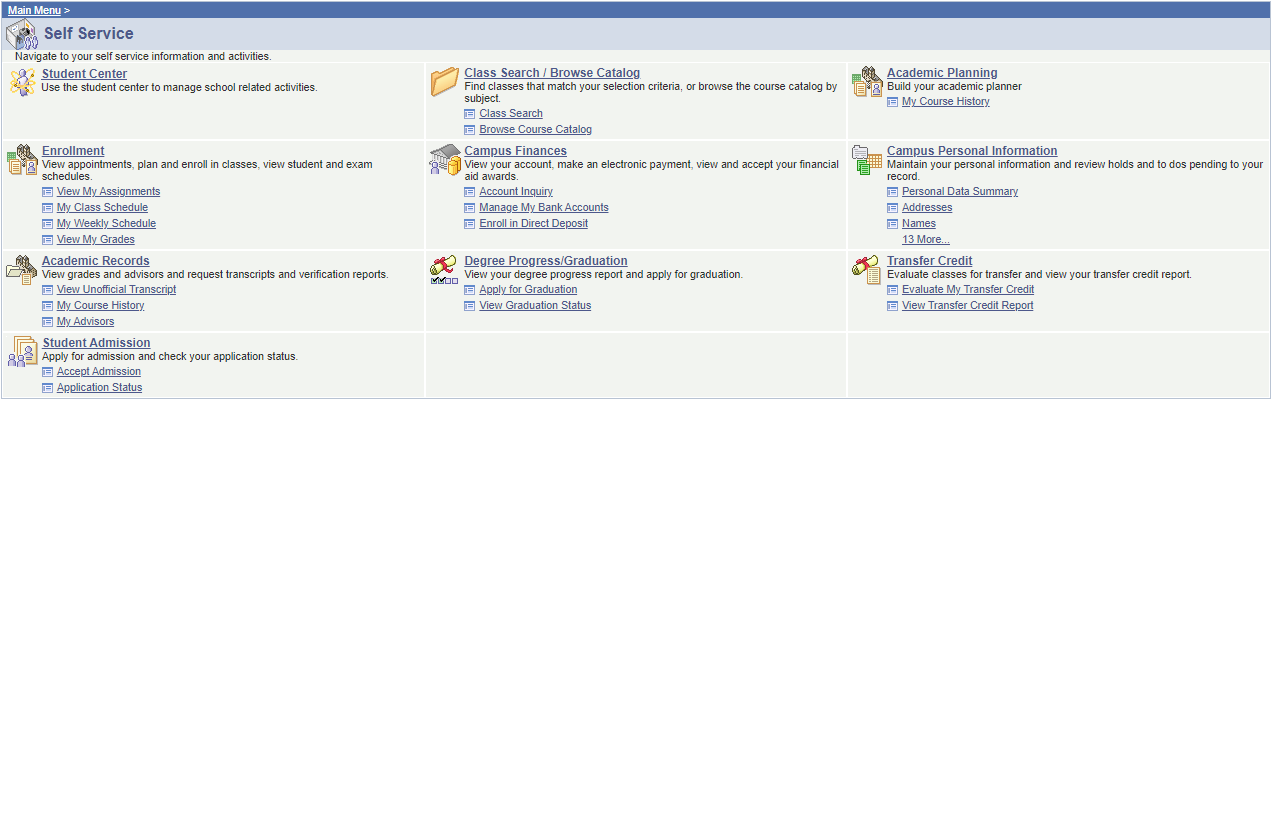 Main Menu >
Self Service
Navigate to your self service information and activities.
Student Center
Use the student center to manage school related activities.
Class Search / Browse Catalog
Find classes that match your selection criteria, or browse the course catalog by
subject.
Class Search
Browse Course Catalog
Academic Planning
Build your academic planner
My Course History
Enrollment
View appointments, plan and enroll in classes, view student and exam
schedules.
View My Assignments
My Class Schedule
My Weekly Schedule
View My Grades
Campus Finances
View your account, make an electronic payment, view and accept your financial
aid awards.
Account Inquiry
Manage My Bank Accounts
Enroll in Direct Deposit
Campus Personal Information
Maintain your personal information and review holds and to dos pending to your
record.
Personal Data Summary
Addresses
Names
13 More...
Academic Records
View grades and advisors and request transcripts and verification reports.
View Unofficial Transcript
My Course History
My Advisors
Degree Progress/Graduation
View your degree progress report and apply for graduation.
Apply for Graduation
View Graduation Status
Transfer Credit
Evaluate classes for transfer and view your transfer credit report.
Evaluate My Transfer Credit
View Transfer Credit Report
Student Admission
Apply for admission and check your application status.
Accept Admission
Application Status